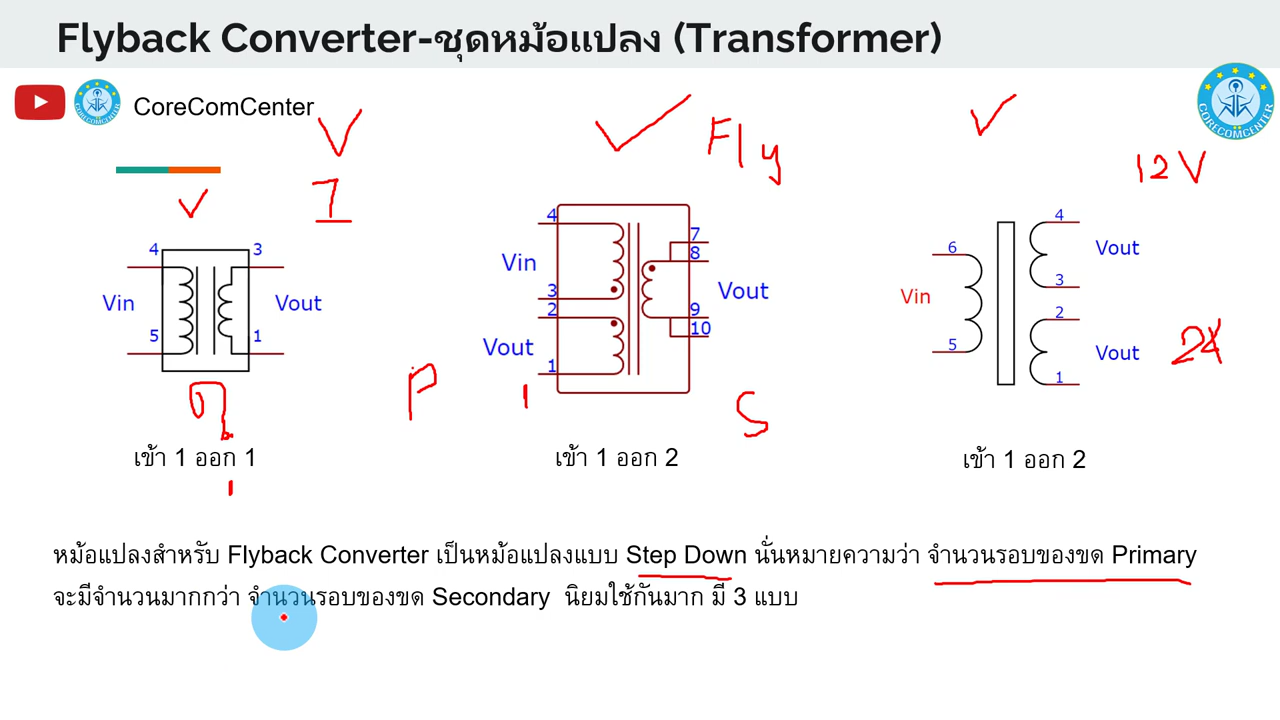 Flyback Converter-ชุดหม้อแปลง (Transformer)
CoreComCenter
CORECOMCENTER
V
I
Fly
12V
4
3
Vin
Vout
5
1
4
7
8
Vin
3
2
9
10
Vout
Vout
1
6
4
Vout
3
Vin
2
5
Vout
1
24
P
1
S
เข้า 1 ออก 1
เข้า 1 ออก 2
เข้า 1 ออก 2
1
หม้อแปลงสำหรับ Flyback Converter เป็นหม้อแปลงแบบ Step Down นั่นหมายความว่า จำนวนรอบของขด Primary
จะมีจำนวนมากกว่า จำนวนรอบของขด Secondary นิยมใช้กันมาก มี 3 แบบ